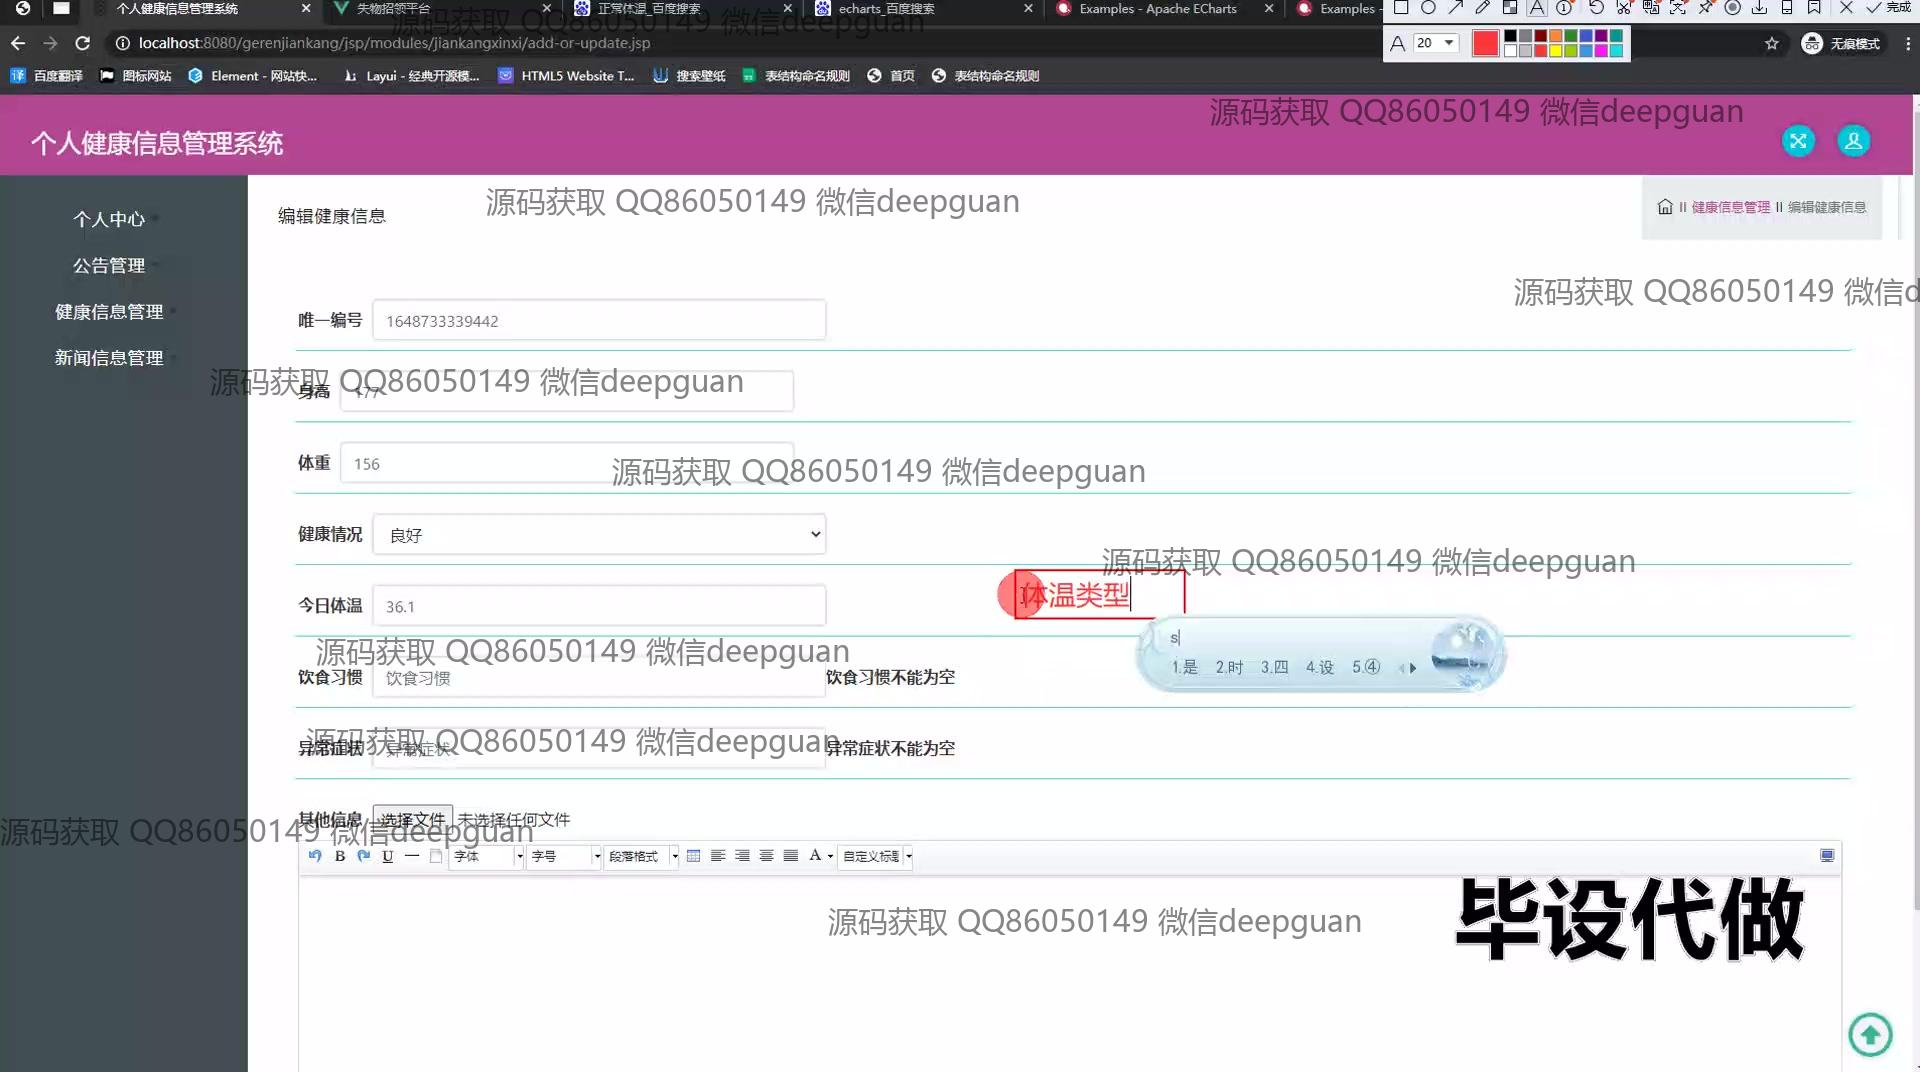 个人健康信息管理系统
失物招领平台
正常体温_百度搜索
echarts_百度搜索
Examples - Apache ECharts
Examples -
完成
localhost:8080/gerenjiankang/jsp/modules/jiankangxinxi/add-or-update.jsp
A 20
无痕模式
百度翻译 图标网站 Element - 网站快... Layui - 经典开源模... HTML5 Website T... 搜索壁纸 表结构命名规则 首页 表结构命名规则
源码获取 QQ86050149 微信deepguan
源码获取 QQ86050149 微信deepguan
个人健康信息管理系统
源码获取 QQ86050149 微信deepguan
编辑健康信息
健康信息管理 编辑健康信息
个人中心
公告管理
健康信息管理
新闻信息管理
源码获取 QQ86050149 微信d
唯一编号 1648733339442
源码获取 QQ86050149 微信deepguan
身高 177
体重 156
源码获取 QQ86050149 微信deepguan
健康情况 良好
源码获取 QQ86050149 微信deepguan
今日体温 36.1
体温类型
s
1.是 2.时 3.四 4.设 5.④
源码获取 QQ86050149 微信deepguan
饮食习惯 饮食习惯 饮食习惯不能为空
源码获取 QQ86050149 微信deepguan
异常症状 异常症状 异常症状不能为空
其他信息 选择文件 未选择任何文件
源码获取 QQ86050149 微信deepguan
B U 字体 字号 段落格式 A 自定义标题
源码获取 QQ86050149 微信deepguan
毕设代做